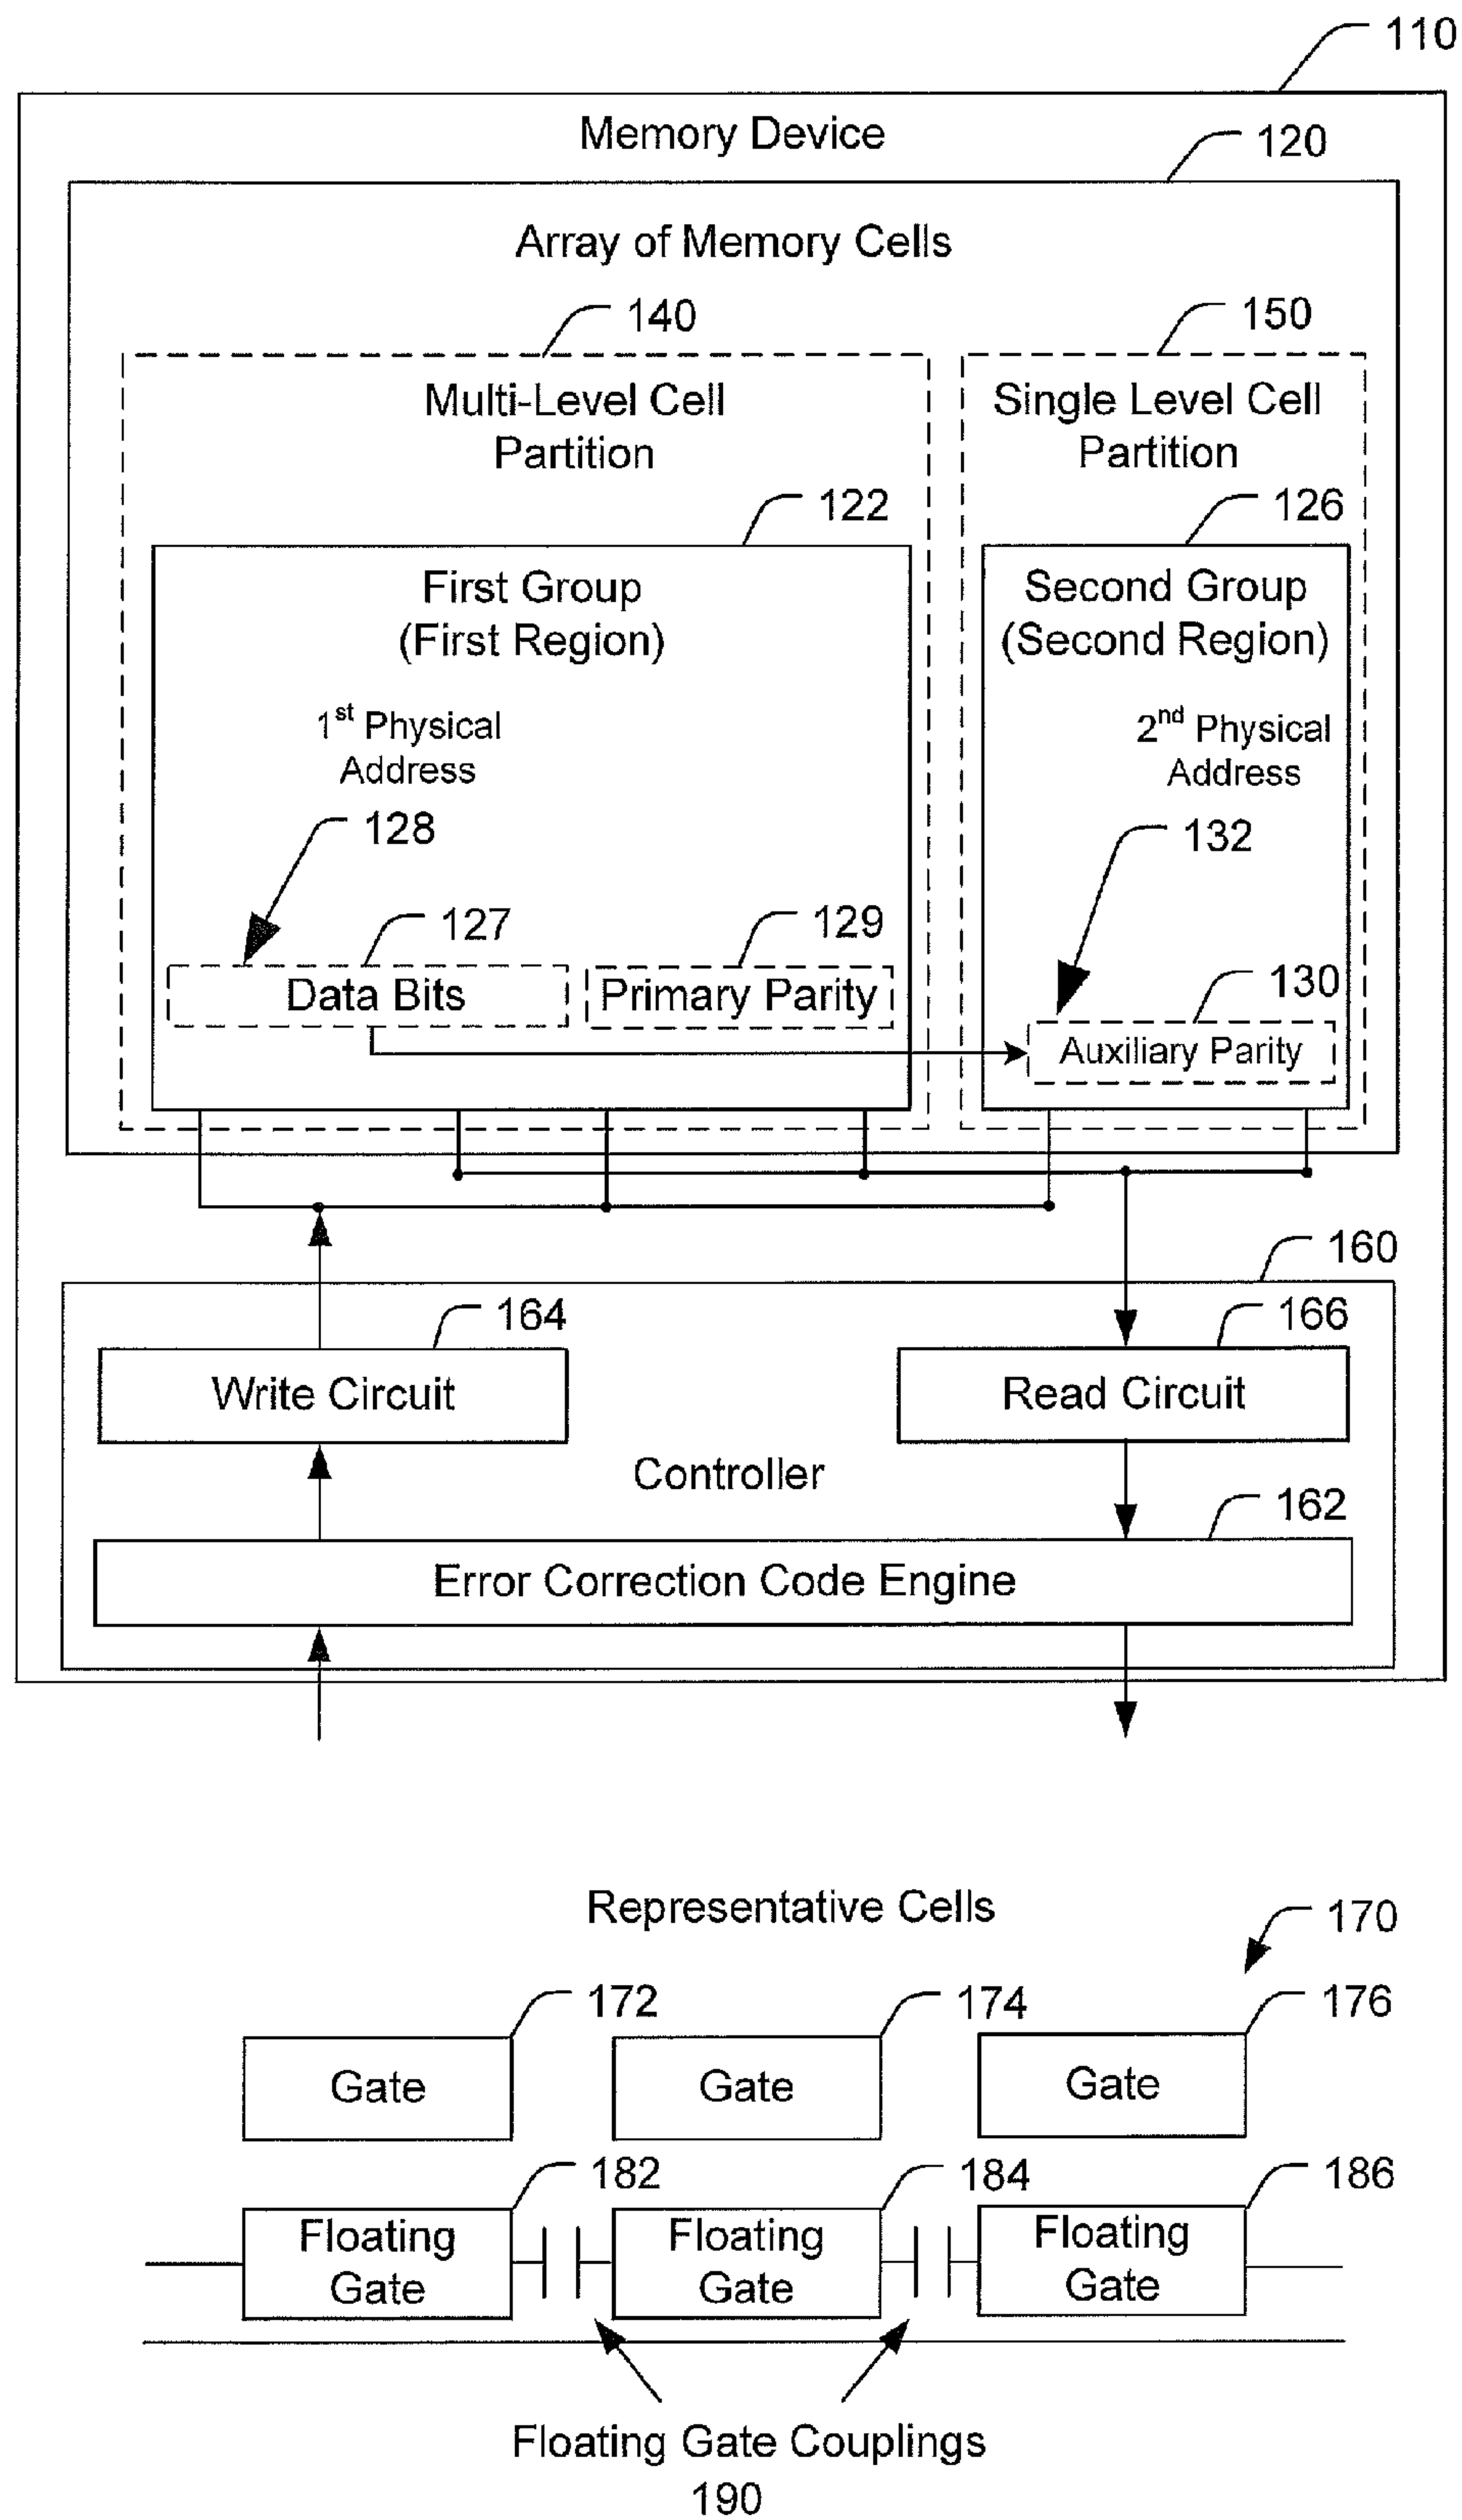 110
Memory Device
120
Array of Memory Cells
140
150
Multi-Level Cell
Partition
Single Level Cell
Partition
122
126
First Group
(First Region)
Second Group
(Second Region)
1st Physical
Address
2nd Physical
Address
128
132
127
129
130
Data Bits
Primary Parity
Auxiliary Parity
160
164
166
Write Circuit
Read Circuit
Controller
162
Error Correction Code Engine
Representative Cells
170
172
174
176
Gate
Gate
Gate
182
184
186
Floating
Gate
Floating
Gate
Floating
Gate
Floating Gate Couplings
190